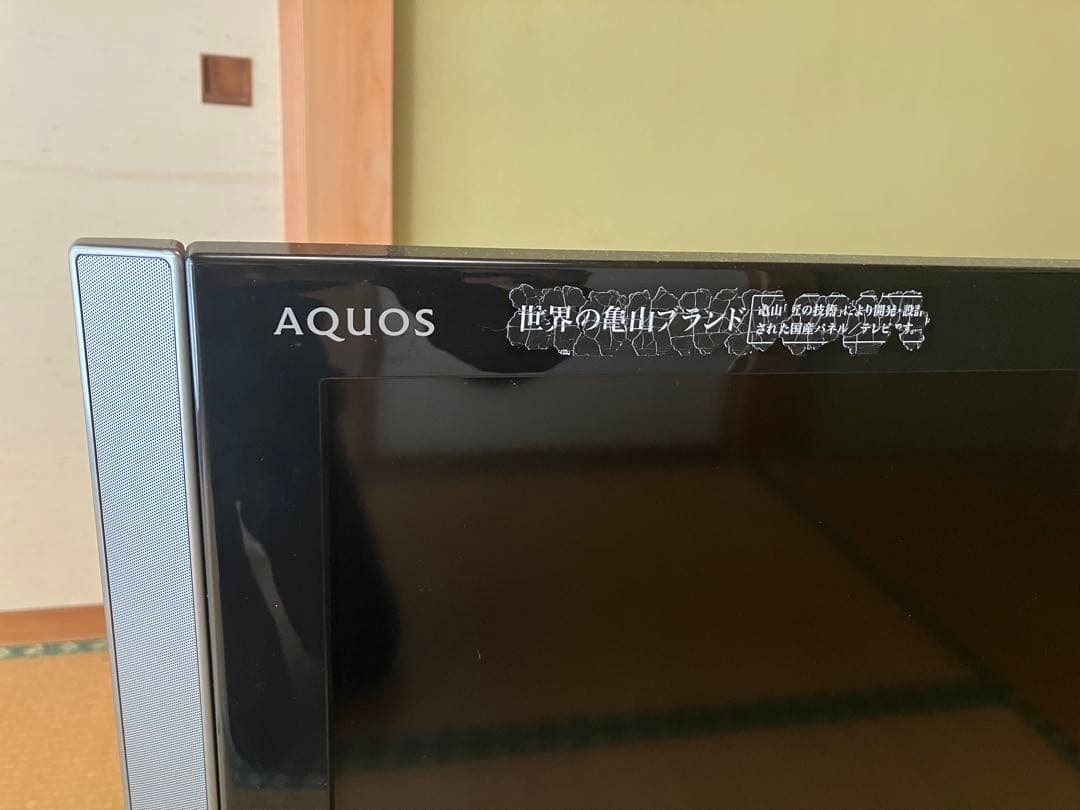 AQUOS
世界の亀山ブランド
亀山「匠の技術」により開発・設計
された国産パネル/テレビです。